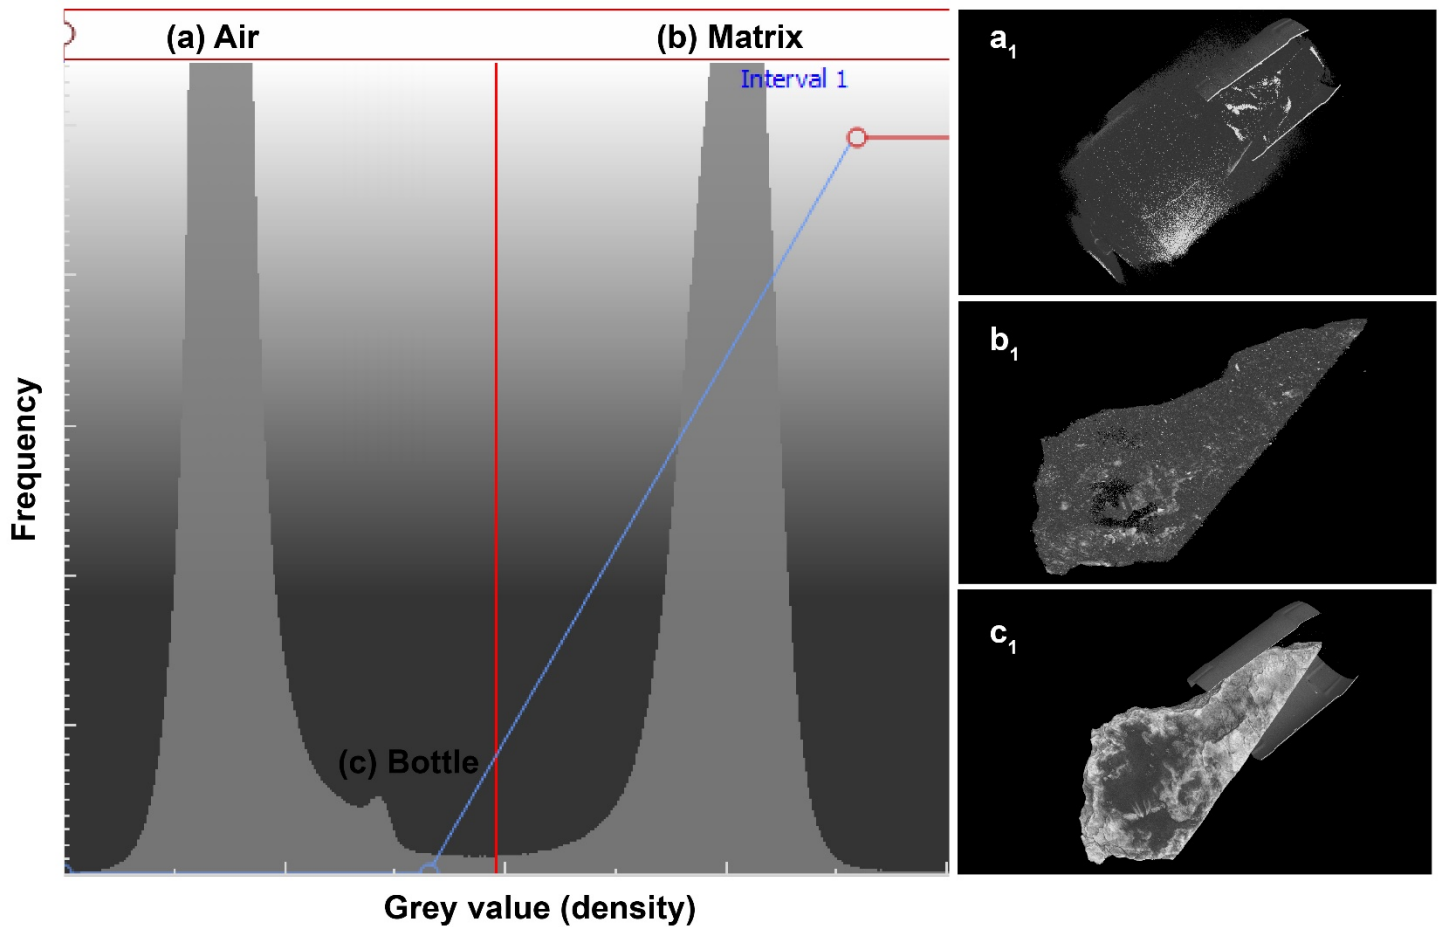 (a) Air
(b) Matrix
Interval 1
(c) Bottle
Frequency
Grey value (density)
a1
b1
c1